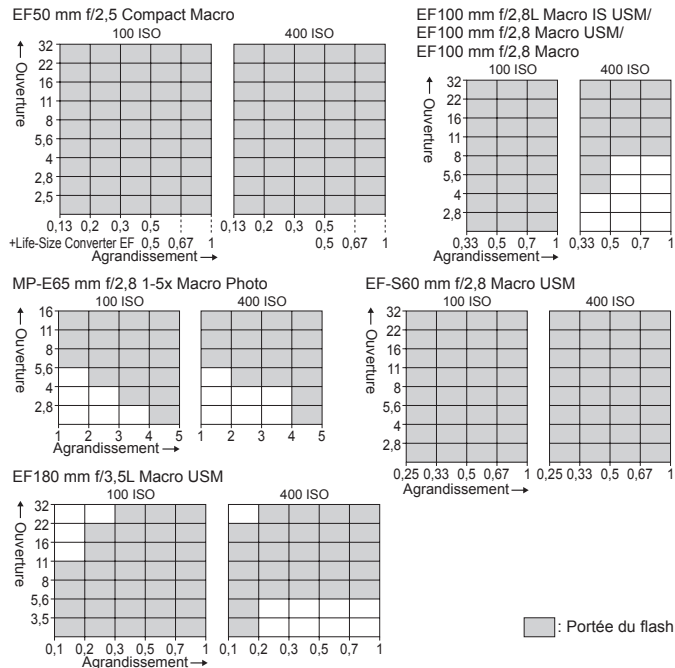 EF50 mm f/2,5 Compact Macro
100 ISO
400 ISO
Ouverture
32
22
16
11
8
5,6
4
2,8
2,5
0,13 0,2 0,3 0,5
0,13 0,2 0,3 0,5
+Life-Size Converter EF 0,5 0,67 1
0,5 0,67 1
Agrandissement →
EF100 mm f/2,8L Macro IS USM/
EF100 mm f/2,8 Macro USM/
EF100 mm f/2,8 Macro
100 ISO
400 ISO
Ouverture
32
22
16
11
8
5,6
4
2,8
0,33 0,5 0,7 1
0,33 0,5 0,7 1
Agrandissement →
MP-E65 mm f/2,8 1-5x Macro Photo
100 ISO
400 ISO
Ouverture
16
11
8
5,6
4
2,8
1 2 3 4 5
1 2 3 4 5
Agrandissement →
EF-S60 mm f/2,8 Macro USM
100 ISO
400 ISO
Ouverture
32
22
16
11
8
5,6
4
2,8
0,25 0,33 0,5 0,67 1
0,25 0,33 0,5 0,67 1
Agrandissement →
EF180 mm f/3,5L Macro USM
100 ISO
400 ISO
Ouverture
32
22
16
11
8
5,6
3,5
0,1 0,2 0,3 0,5 0,7 1
0,1 0,2 0,3 0,5 0,7 1
Agrandissement →
: Portée du flash